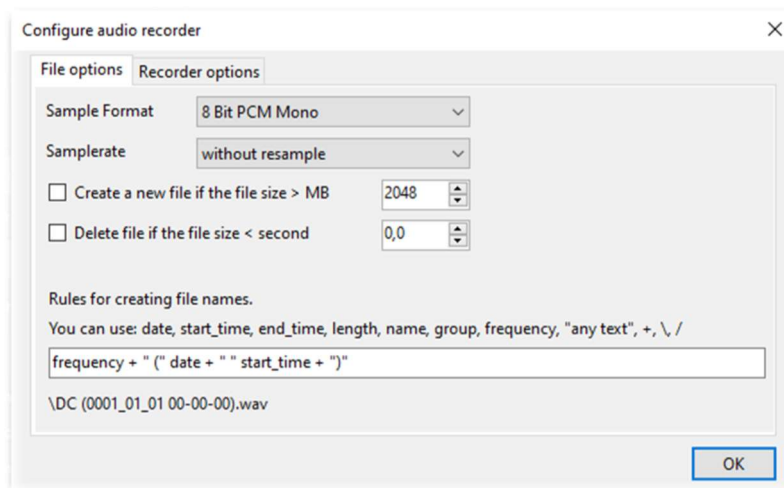 Configure audio recorder
File options Recorder options
Sample Format 8 Bit PCM Mono
Samplerate without resample
Create a new file if the file size > MB 2048
Delete file if the file size < second 0,0
Rules for creating file names.
You can use: date, start_time, end_time, length, name, group, frequency, "any text", +, \, /
frequency + " (" date + " " start_time + ")"
\DC (0001_01_01 00-00-00).wav
OK